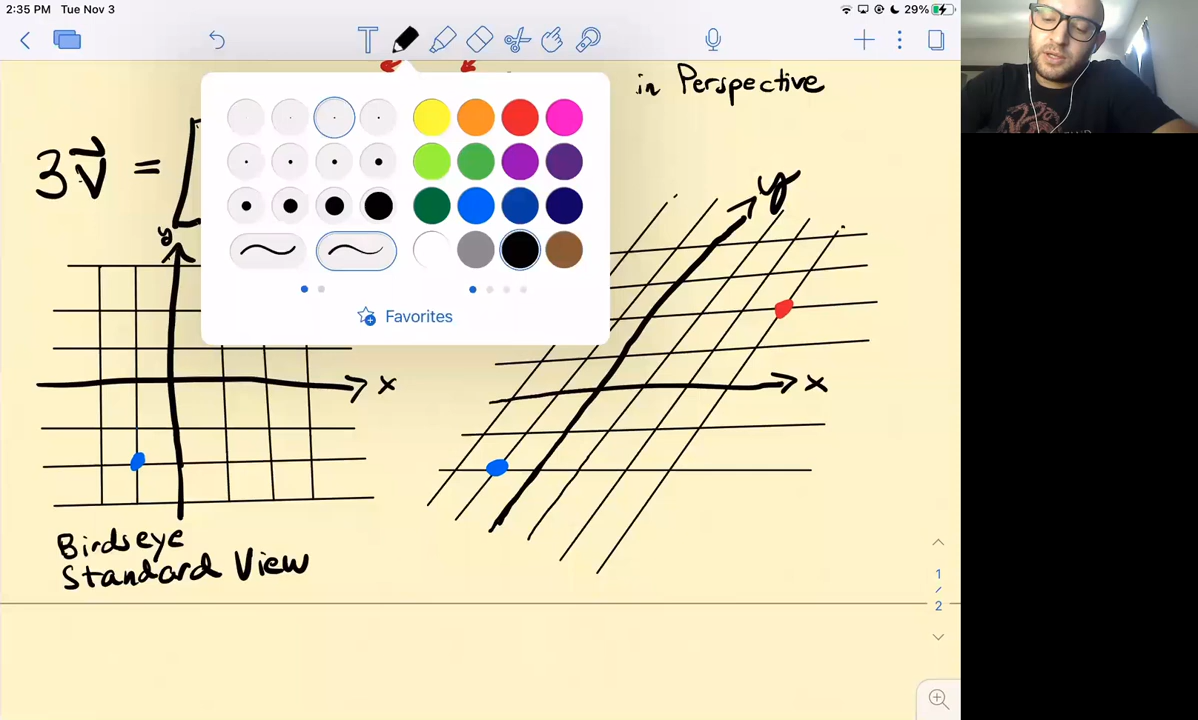 2:35 PM Tue Nov 3
29%
T
in Perspective
3v⃗ = [
y
y
x
x
Favorites
Birdseye
Standard View
1
/
2